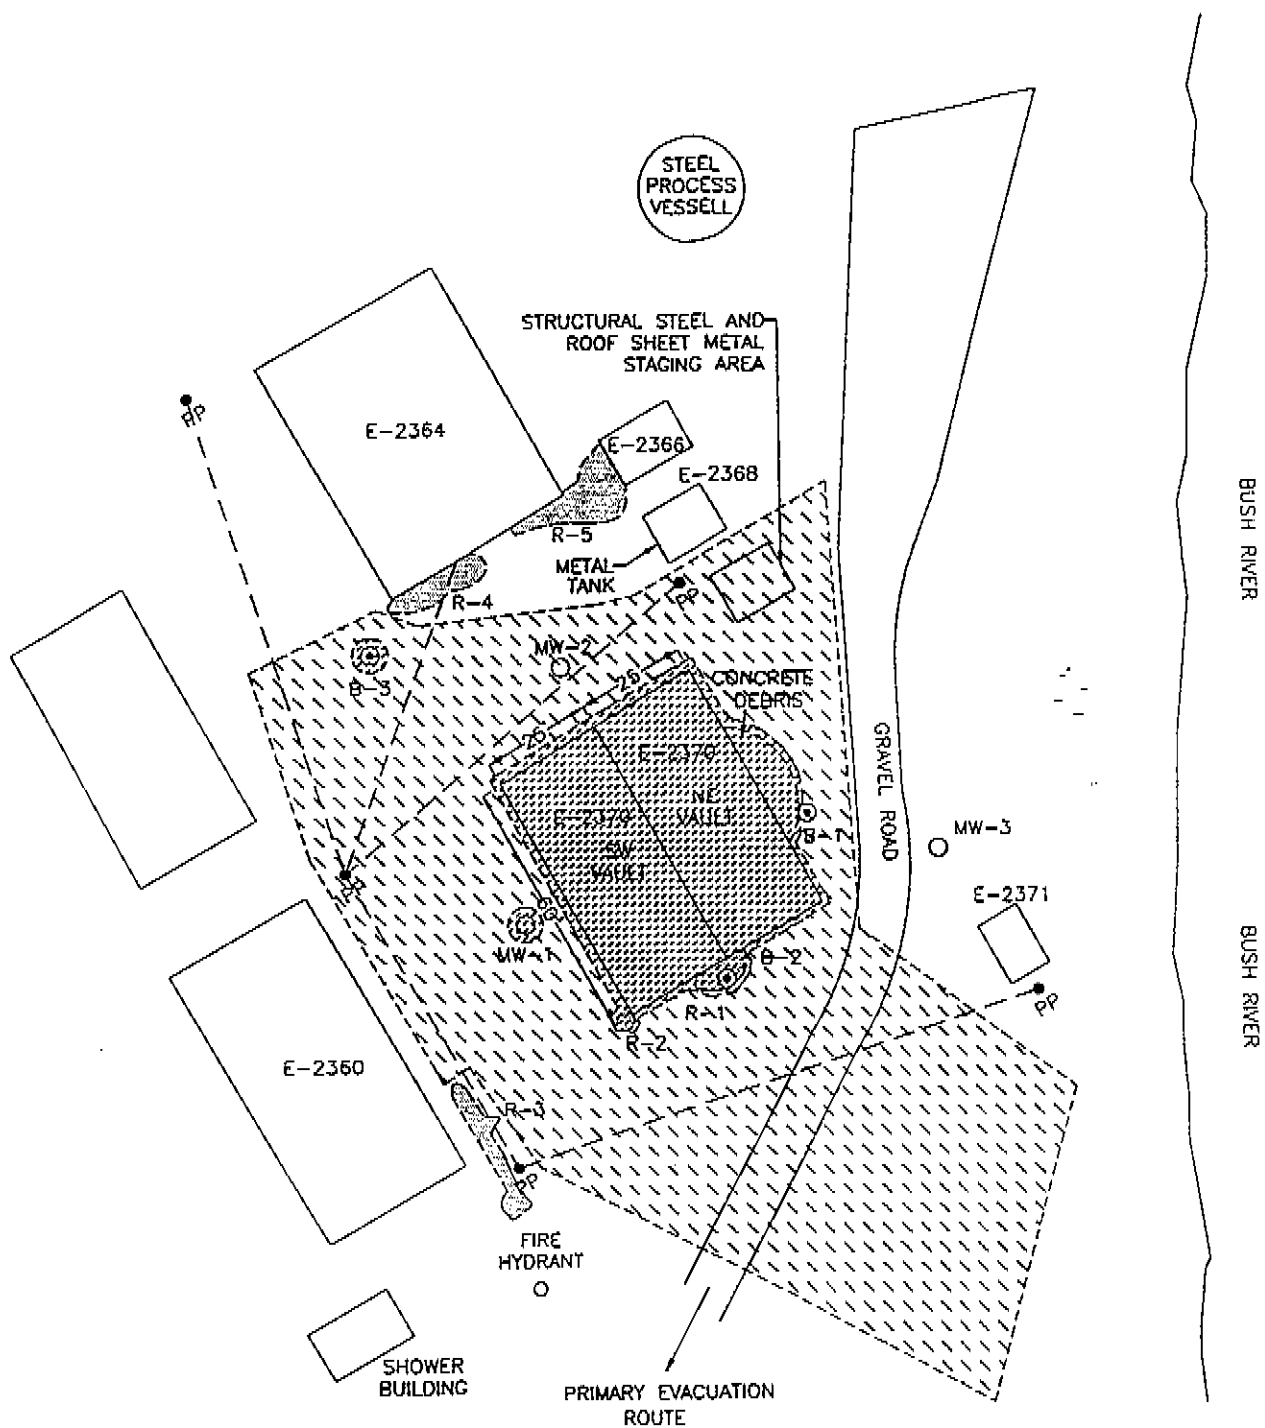 STEEL
PROCESS
VESSELL
STRUCTURAL STEEL AND
ROOF SHEET METAL
STAGING AREA
PP
E-2364
E-2366
E-2368
R-5
METAL
TANK
PP
R-4
BUSH RIVER
MW-2
B-3
CONCRETE
DEBRIS
26
26
E-2370
NE
VAULT
E-2370
SW
VAULT
B-1
GRAVEL ROAD
MW-3
PP
E-2371
60
MW-1
B-2
R-1
R-2
PP
BUSH RIVER
E-2360
R-3
PP
FIRE
HYDRANT
SHOWER
BUILDING
PRIMARY EVACUATION
ROUTE